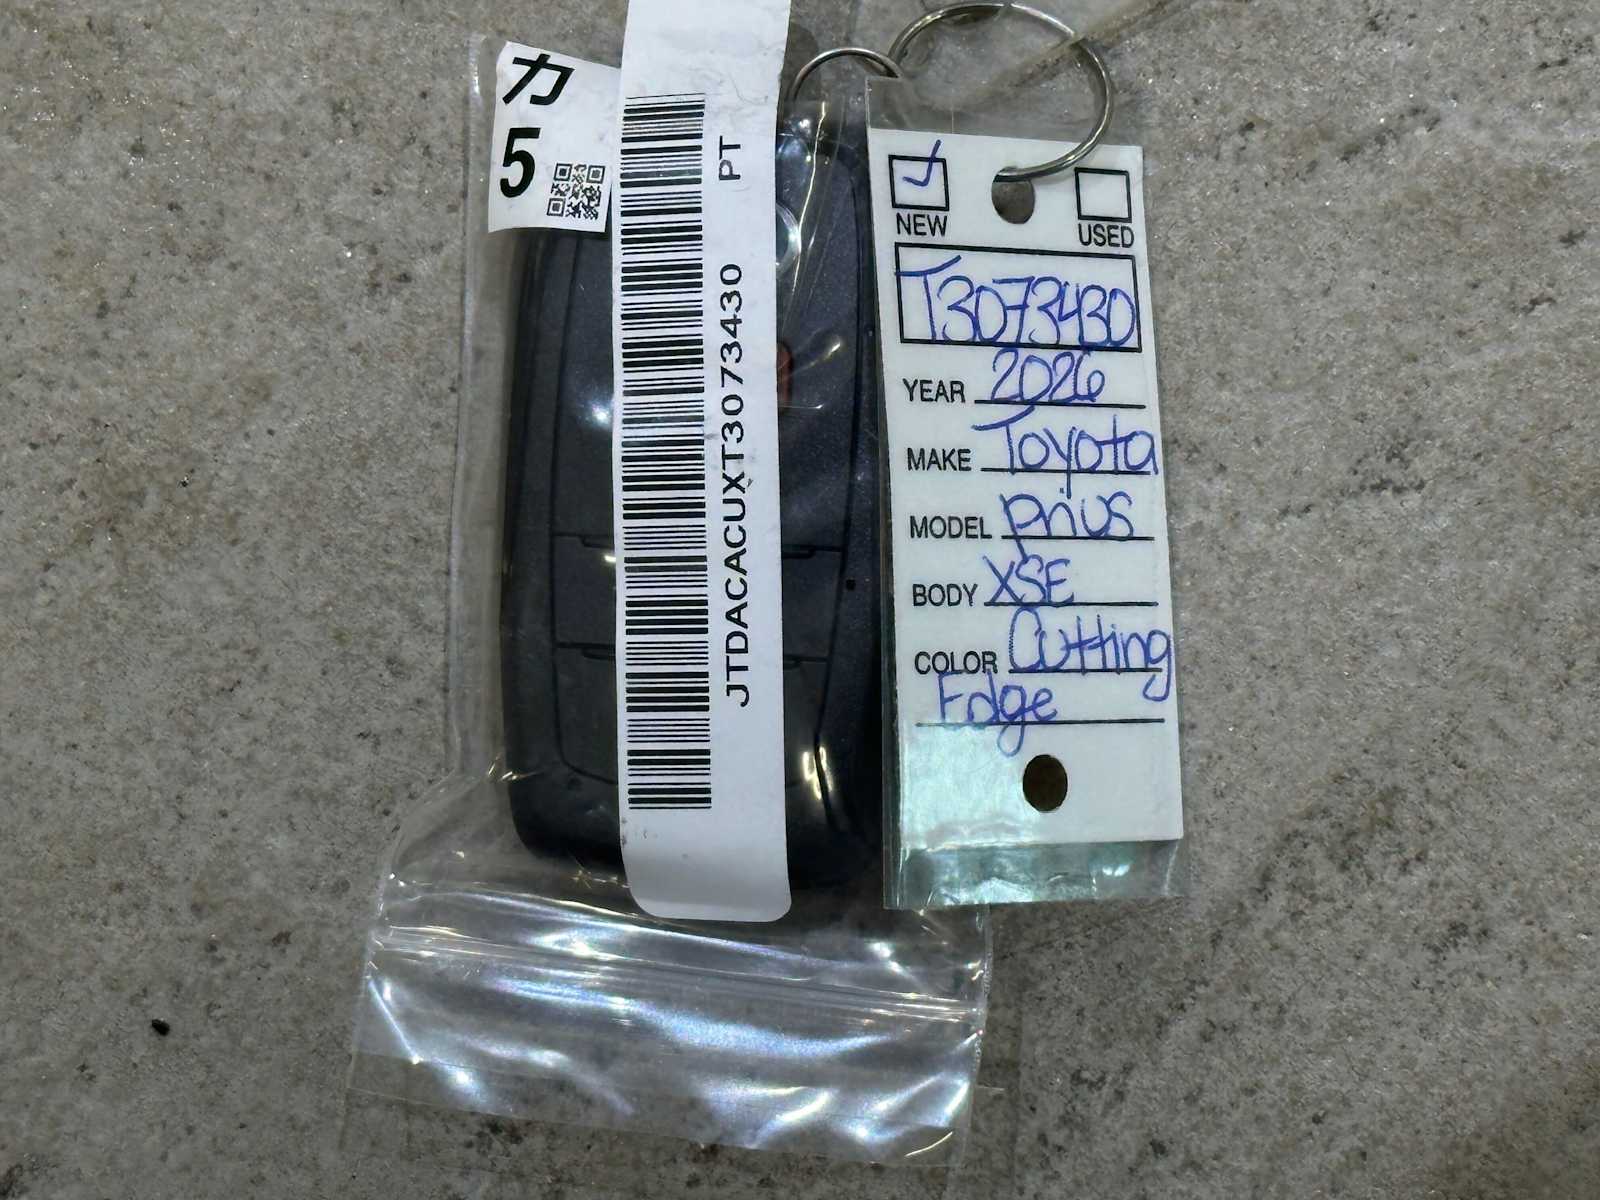 カ
5
JTDACACUXT3073430 PT
NEW
USED
T3073430
YEAR 2026
MAKE Toyota
MODEL prius
BODY XSE
COLOR Cutting
Edge